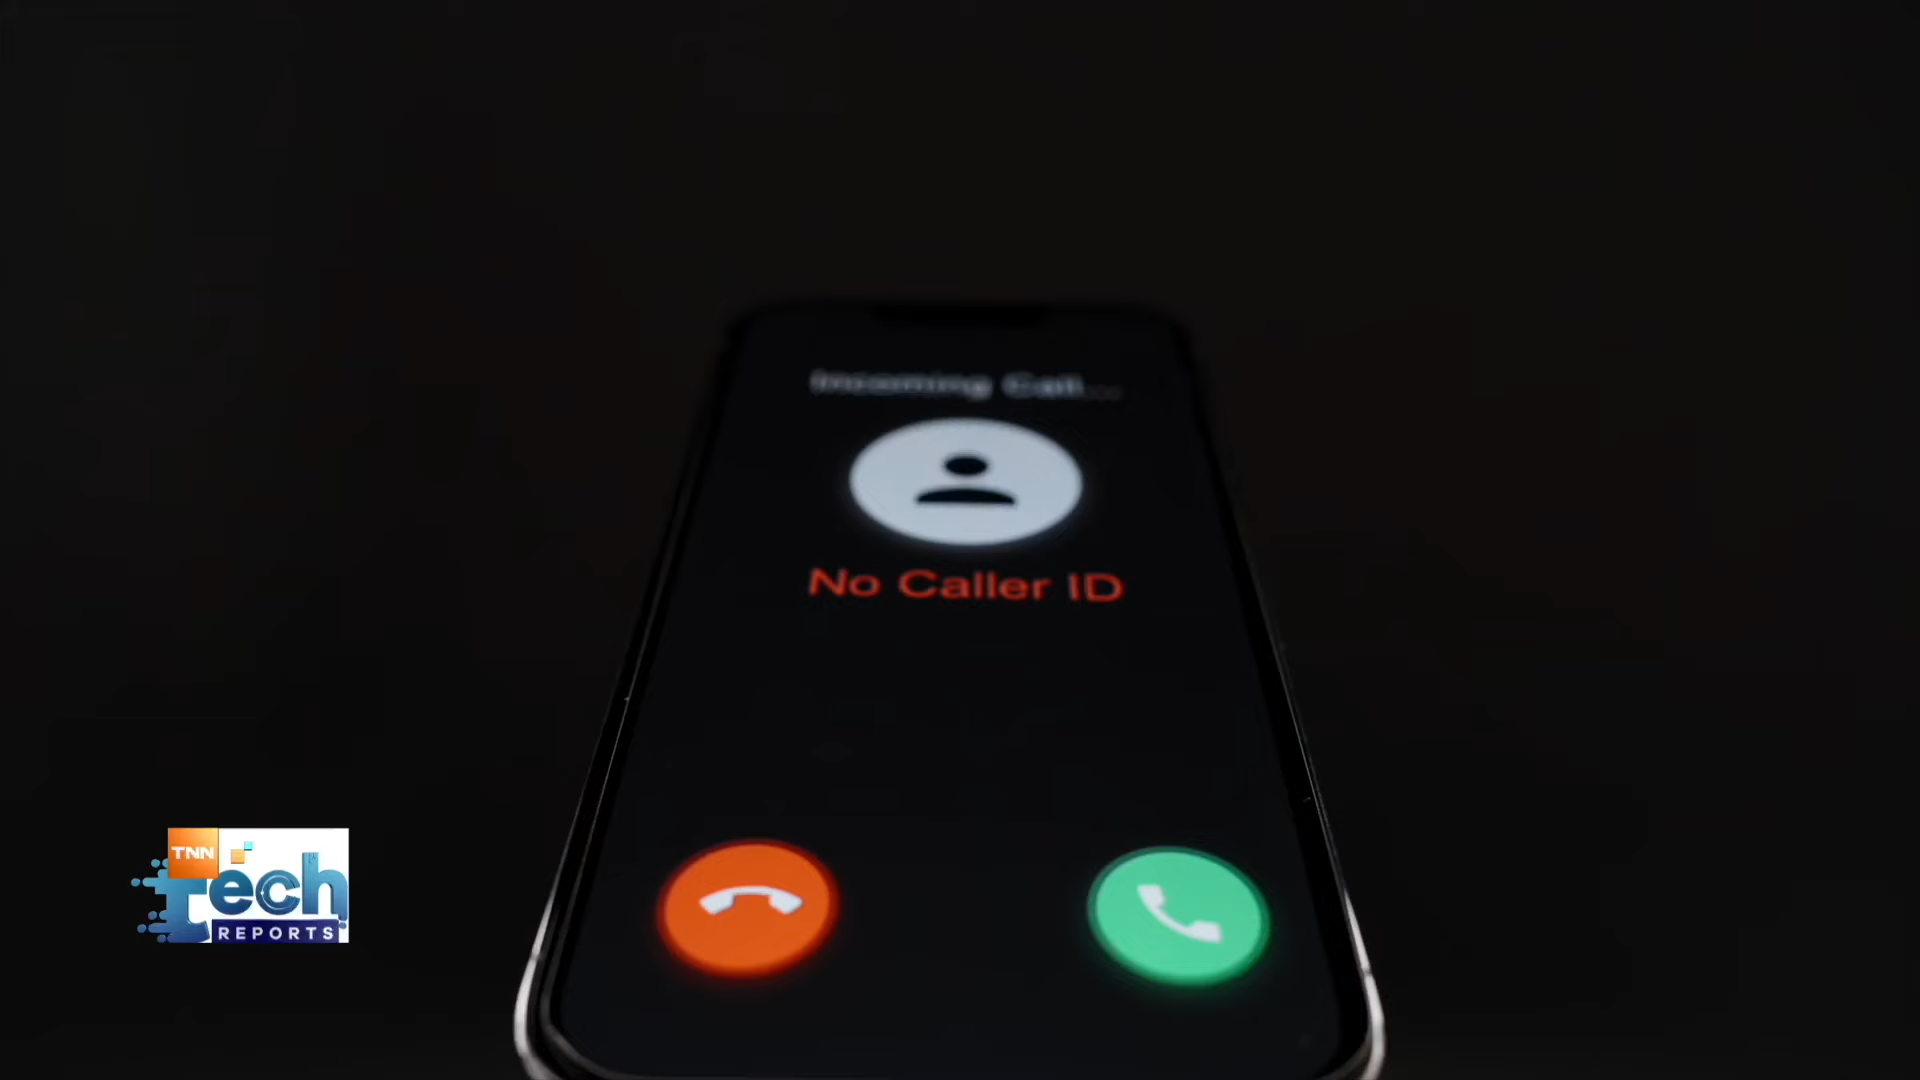 Incoming Call...
No Caller ID
TNN
Tech
REPORTS